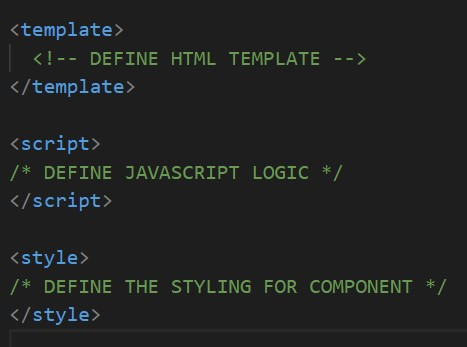 <template>
<!-- DEFINE HTML TEMPLATE -->
</template>
<script>
/* DEFINE JAVASCRIPT LOGIC */
</script>
<style>
/* DEFINE THE STYLING FOR COMPONENT */
</style>